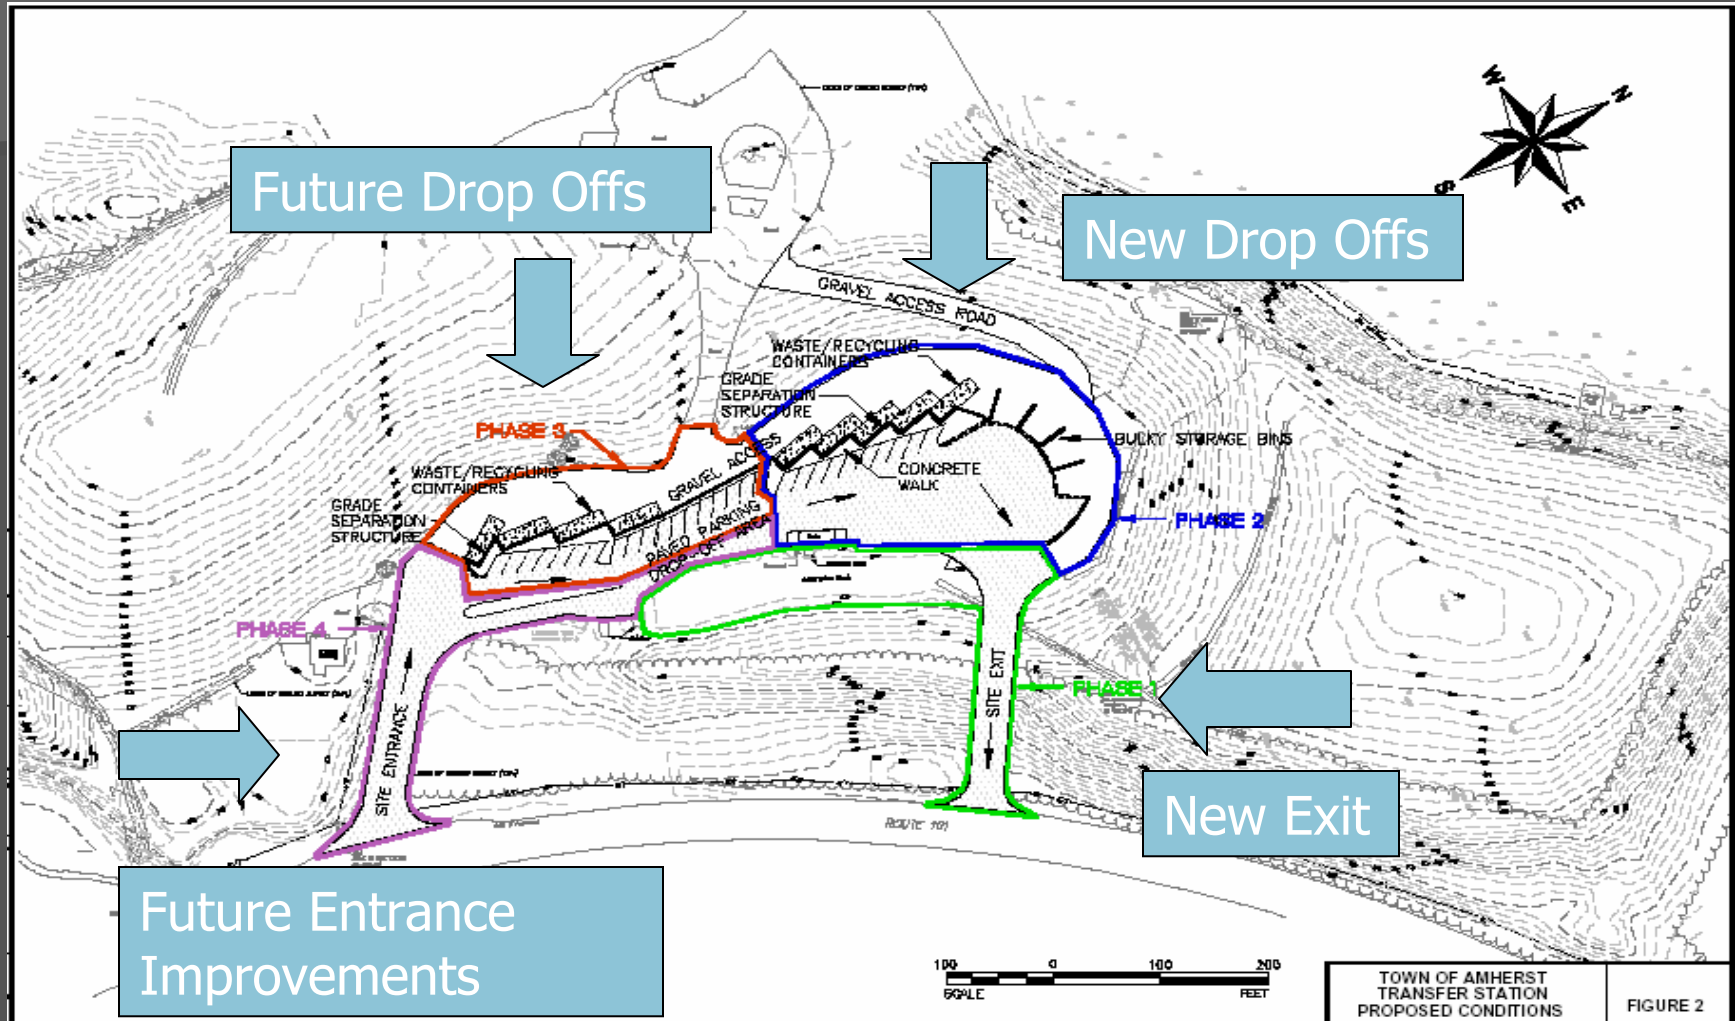 W
N
S
E
Future Drop Offs
New Drop Offs
GRAVEL ACCESS ROAD
WASTE/RECYCLING
CONTAINERS
GRADE
SEPARATION
STRUCTURE
PHASE 3
BULKY STORAGE BINS
GRAVEL ACCESS
CONCRETE
WALK
WASTE/RECYCLING
CONTAINERS
GRADE
SEPARATION
STRUCTURE
PAVED PARKING
DROP-OFF AREA
PHASE 2
PHASE 4
PHASE 1
SITE EXIT
SITE ENTRANCE
New Exit
ROUTE 101
Future Entrance
Improvements
100 0 100 200
SCALE FEET
TOWN OF AMHERST
TRANSFER STATION
PROPOSED CONDITIONS
FIGURE 2